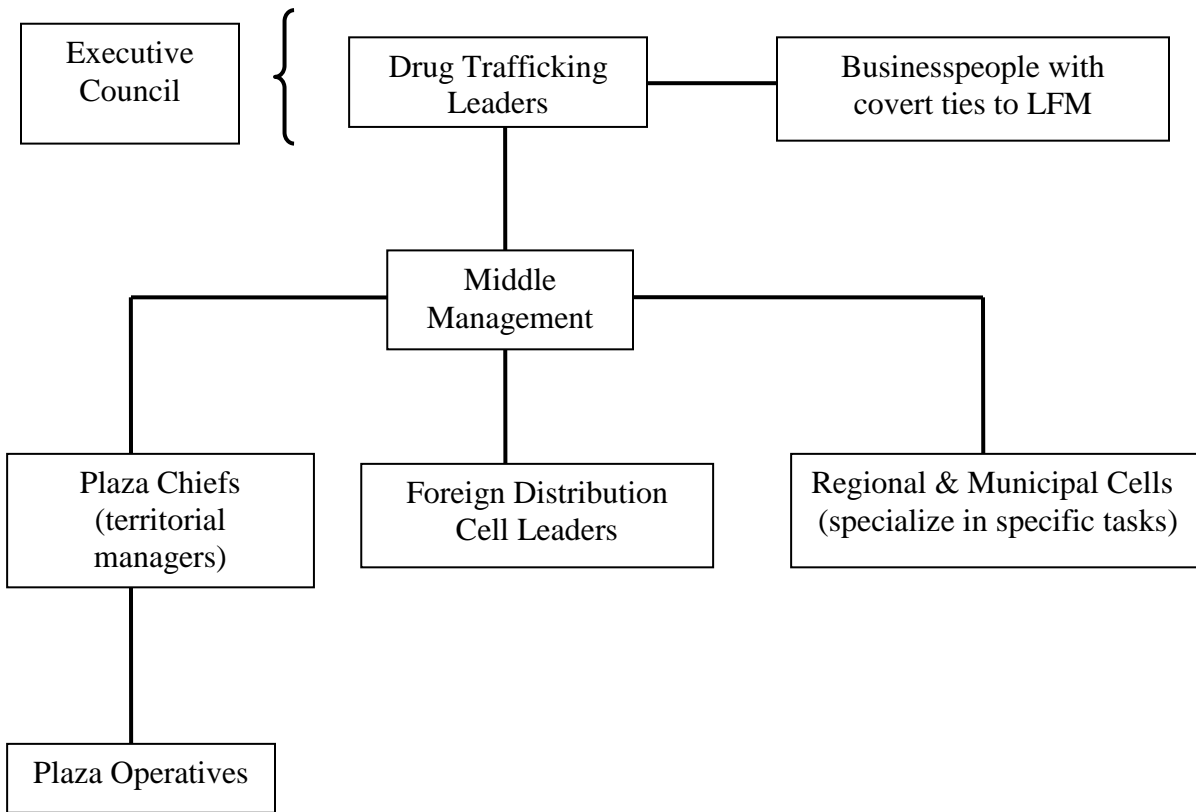 Executive
Council
Drug Trafficking
Leaders
Businesspeople with
covert ties to LFM
Middle
Management
Plaza Chiefs
(territorial
managers)
Foreign Distribution
Cell Leaders
Regional & Municipal Cells
(specialize in specific tasks)
Plaza Operatives